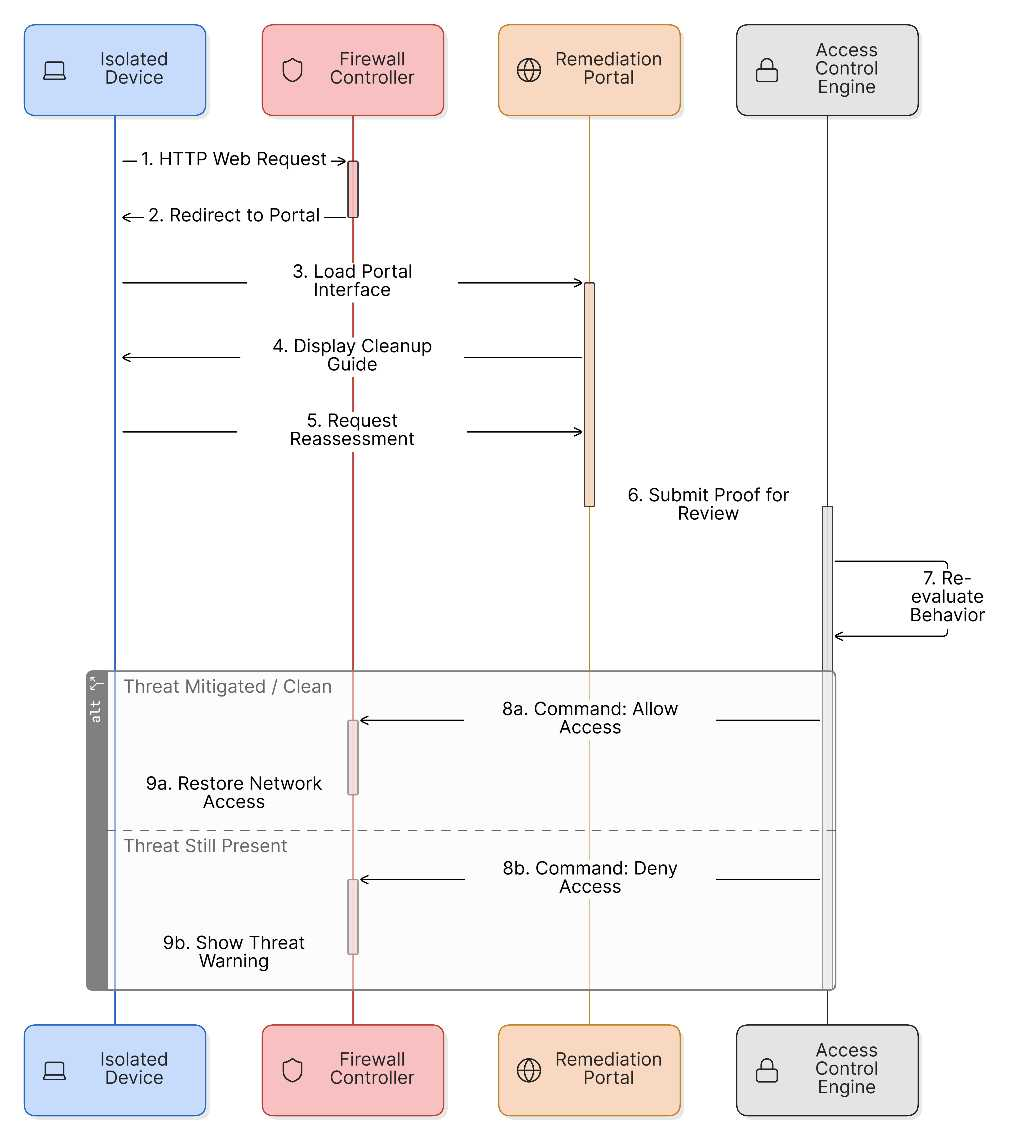 Isolated
Device
Firewall
Controller
Remediation
Portal
Access
Control
Engine
1. HTTP Web Request
2. Redirect to Portal
3. Load Portal
Interface
4. Display Cleanup
Guide
5. Request
Reassessment
6. Submit Proof for
Review
7. Re-
evaluate
Behavior
alt
Threat Mitigated / Clean
8a. Command: Allow
Access
9a. Restore Network
Access
Threat Still Present
8b. Command: Deny
Access
9b. Show Threat
Warning
Isolated
Device
Firewall
Controller
Remediation
Portal
Access
Control
Engine